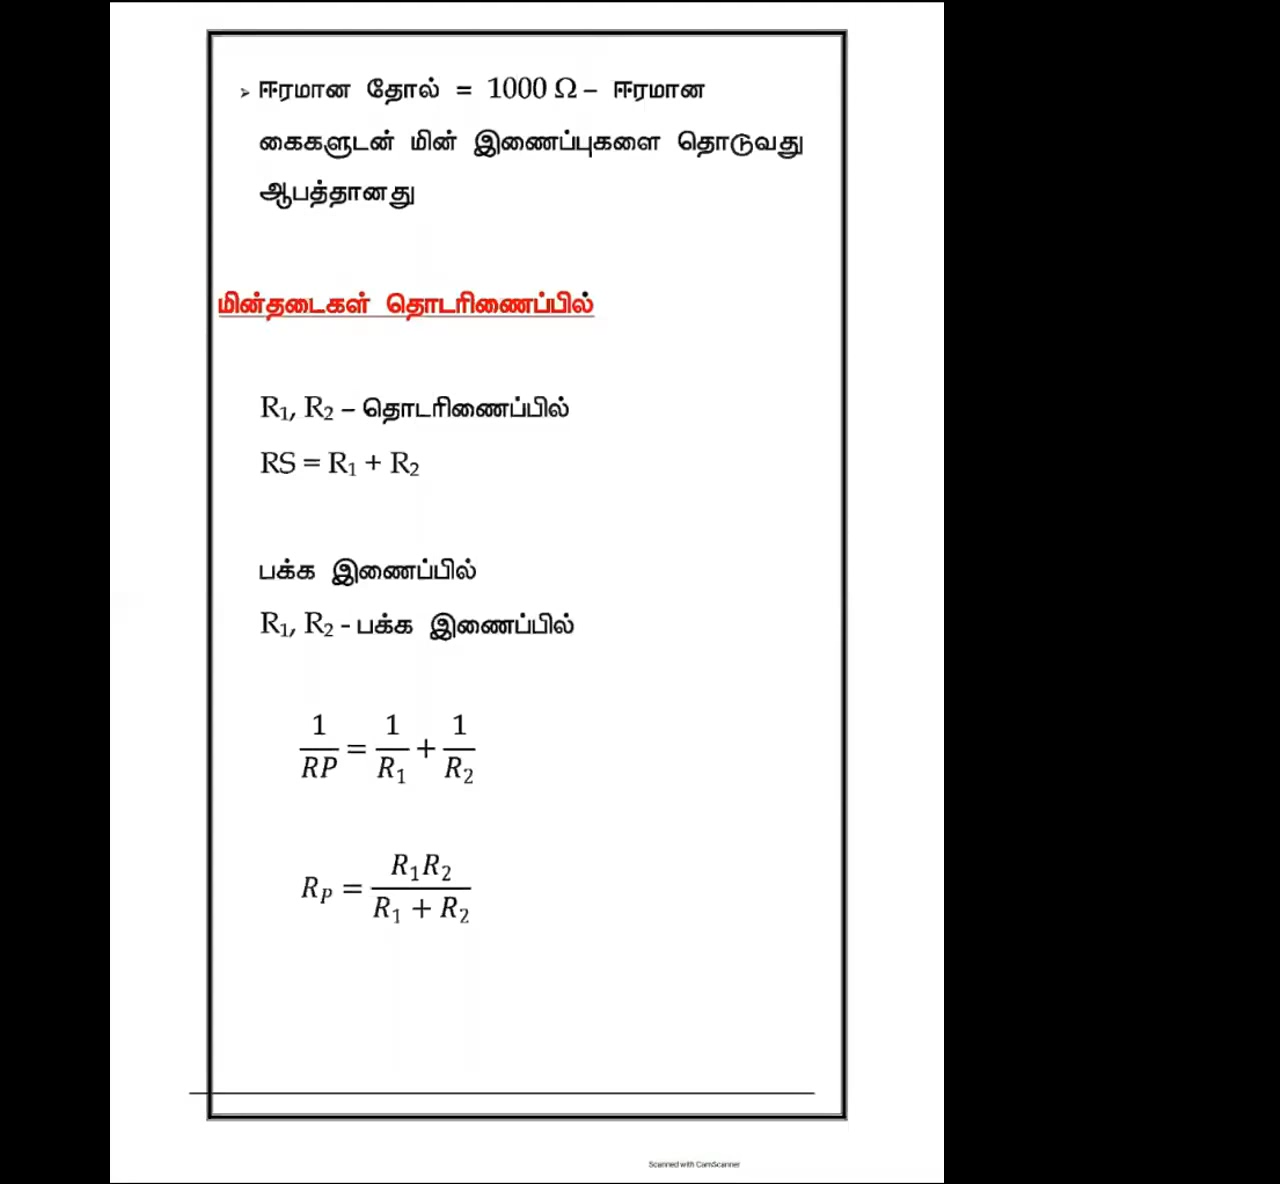 ➢ ஈரமான தோல் = 1000 Ω – ஈரமான
கைகளுடன் மின் இணைப்புகளை தொடுவது
ஆபத்தானது
மின்தடைகள் தொடரிணைப்பில்
R₁, R₂ – தொடரிணைப்பில்
RS = R₁ + R₂
பக்க இணைப்பில்
R₁, R₂ - பக்க இணைப்பில்
1/RP = 1/R₁ + 1/R₂
R_P = R₁R₂/(R₁ + R₂)
Scanned with CamScanner